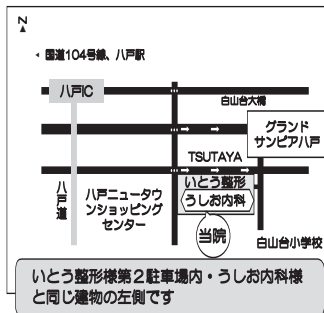 N
国道104号線、八戸駅
八戸IC
白山台大橋
グランド
サンピア八戸
TSUTAYA
いとう整形
うしお内科
八戸道
八戸ニュータウ
ンショッピング
センター
当院
白山台小学校
いとう整形様第2駐車場内・うしお内科様
と同じ建物の左側です